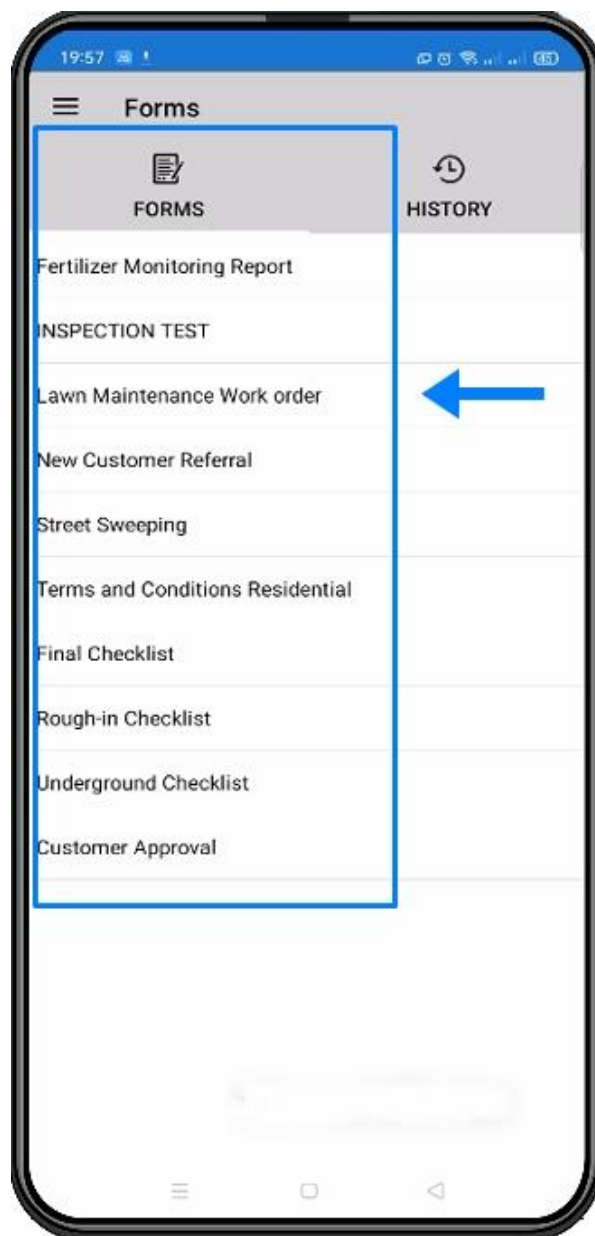 19:57
Forms
FORMS
HISTORY
Fertilizer Monitoring Report
INSPECTION TEST
Lawn Maintenance Work order
New Customer Referral
Street Sweeping
Terms and Conditions Residential
Final Checklist
Rough-in Checklist
Underground Checklist
Customer Approval